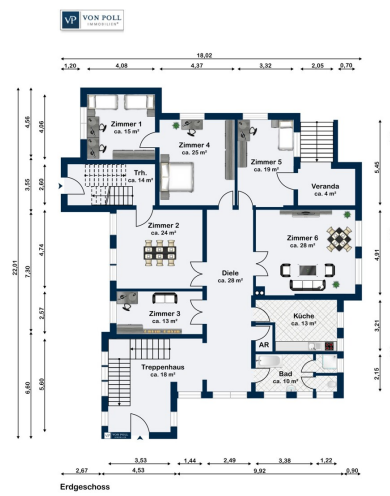 VP VON POLL
IMMOBILIEN®
18,02
1,20 4,08 4,37 3,32 2,05 0,70
Zimmer 1
ca. 15 m²
Zimmer 4
ca. 25 m²
Zimmer 5
ca. 19 m²
Trh.
ca. 14 m²
Veranda
ca. 4 m²
Zimmer 2
ca. 24 m²
Zimmer 6
ca. 28 m²
Diele
ca. 28 m²
Zimmer 3
ca. 13 m²
Küche
ca. 13 m²
AR
Treppenhaus
ca. 18 m²
Bad
ca. 10 m²
22,01
4,56
3,55
7,30
6,60
4,06
2,60
4,74
2,57
5,60
5,45
4,91
3,21
2,15
VP VON POLL
3,53 1,44 2,49 3,38 1,22
2,67 4,53 9,92 0,90
Erdgeschoss